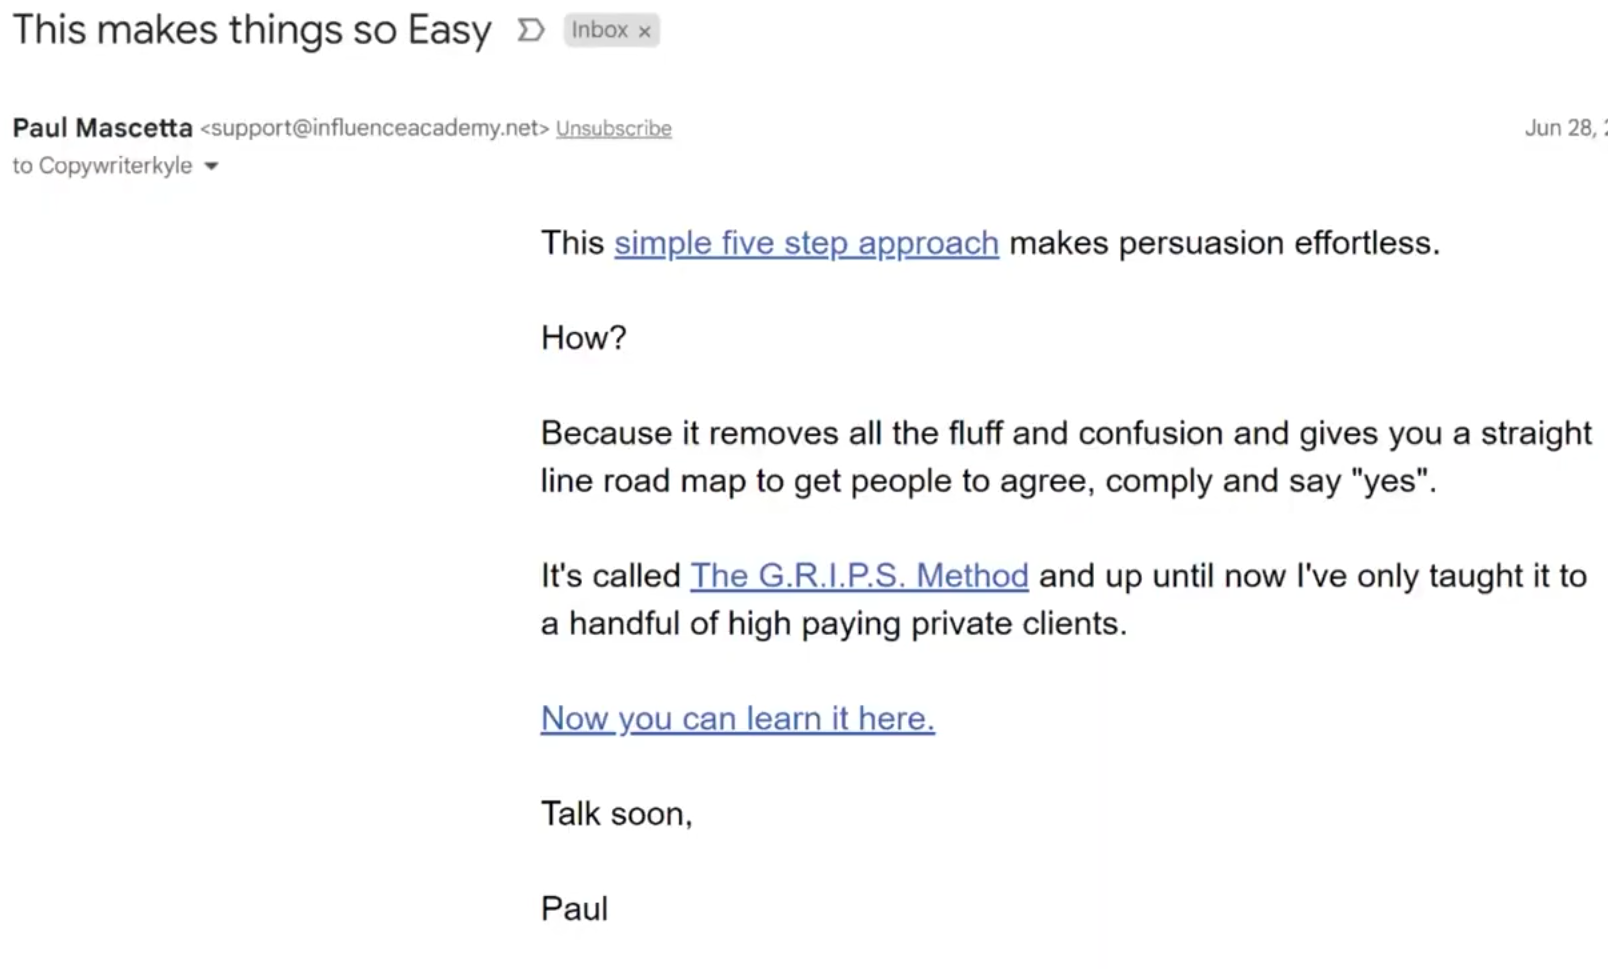 This makes things so Easy Inbox ×
Paul Mascetta <support@influenceacademy.net> Unsubscribe Jun 28,
to Copywriterkyle
This simple five step approach makes persuasion effortless.
How?
Because it removes all the fluff and confusion and gives you a straight
line road map to get people to agree, comply and say "yes".
It's called The G.R.I.P.S. Method and up until now I've only taught it to
a handful of high paying private clients.
Now you can learn it here.
Talk soon,
Paul